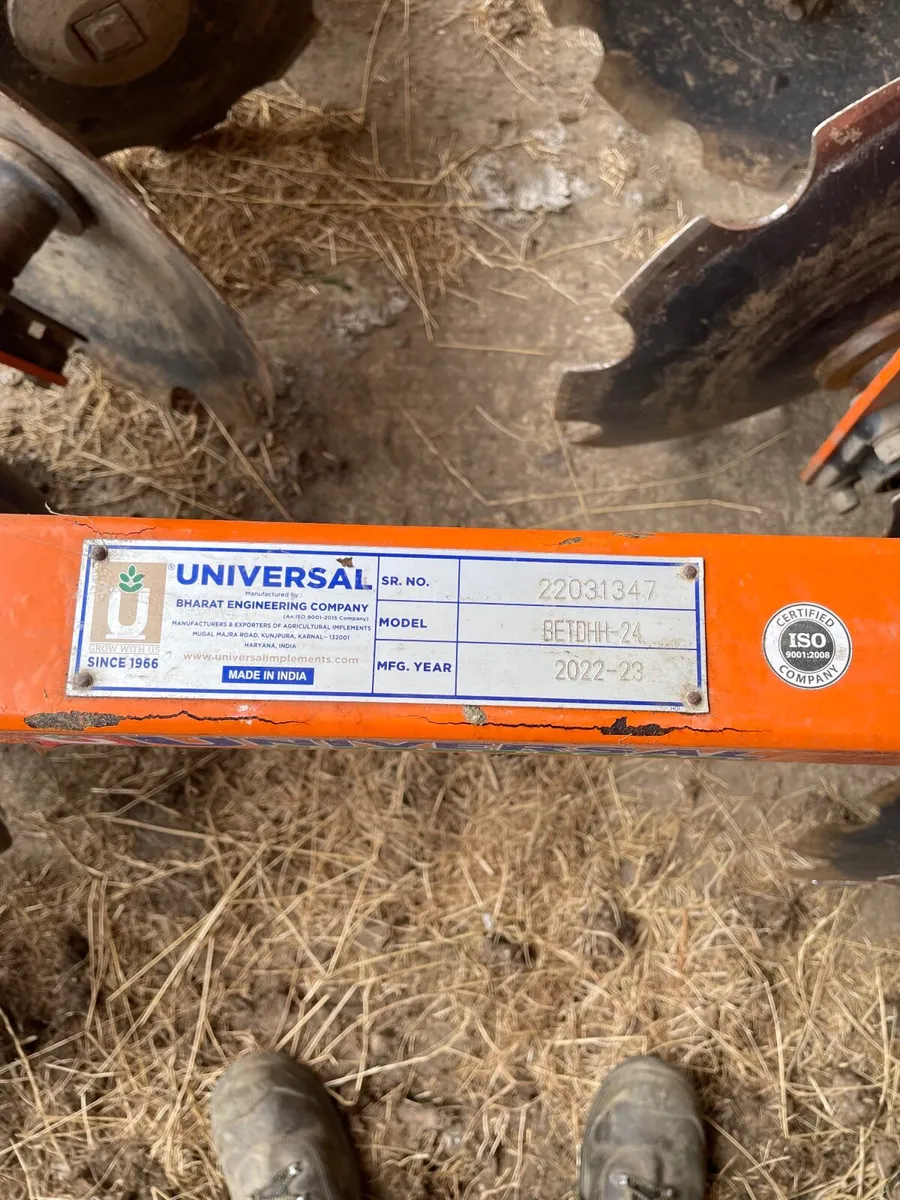 U
GROW WITH US
SINCE 1966
® UNIVERSAL
Manufactured by :
BHARAT ENGINEERING COMPANY
(An ISO 9001-2015 Company)
MANUFACTURERS & EXPORTERS OF AGRICULTURAL IMPLEMENTS
MUGAL MAJRA ROAD, KUNJPURA, KARNAL - 132001
HARYANA, INDIA
www.universalimplements.com
MADE IN INDIA
SR. NO. 22031347
MODEL BETDHH-24
MFG. YEAR 2022-23
CERTIFIED
ISO
9001:2008
COMPANY